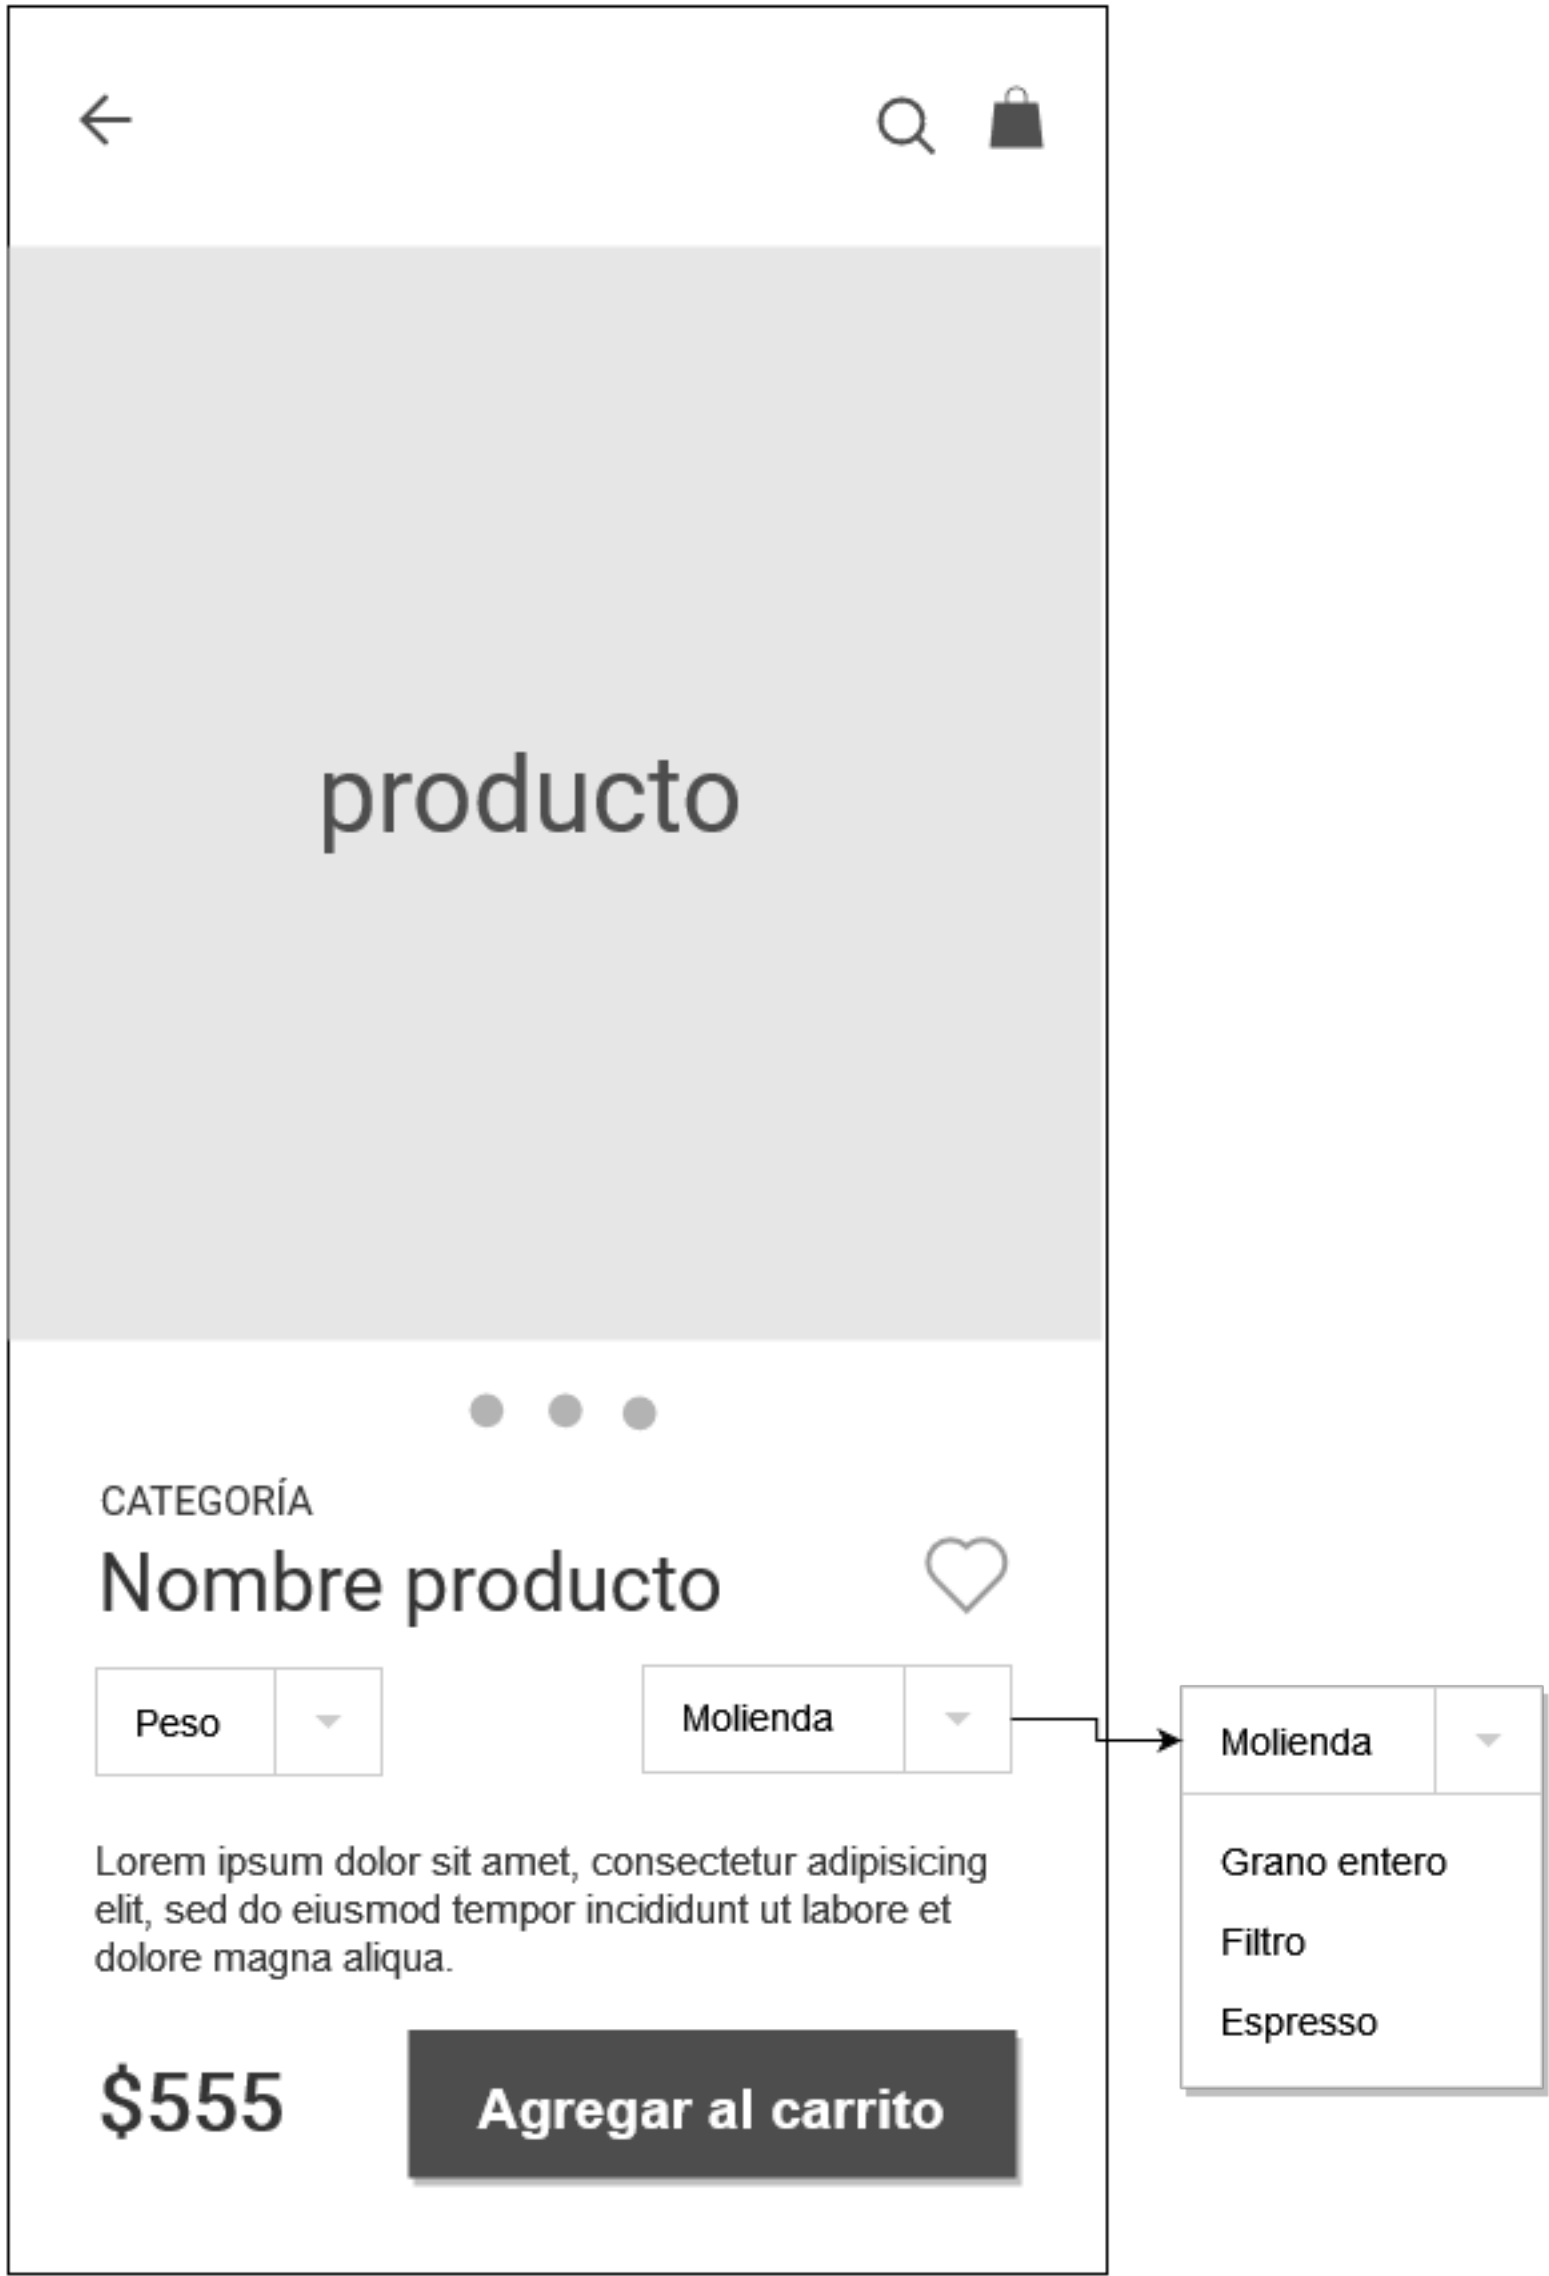 producto
CATEGORÍA
Nombre producto
Peso
Molienda
Lorem ipsum dolor sit amet, consectetur adipisicing
elit, sed do eiusmod tempor incididunt ut labore et
dolore magna aliqua.
$555
Agregar al carrito
Molienda
Grano entero
Filtro
Espresso